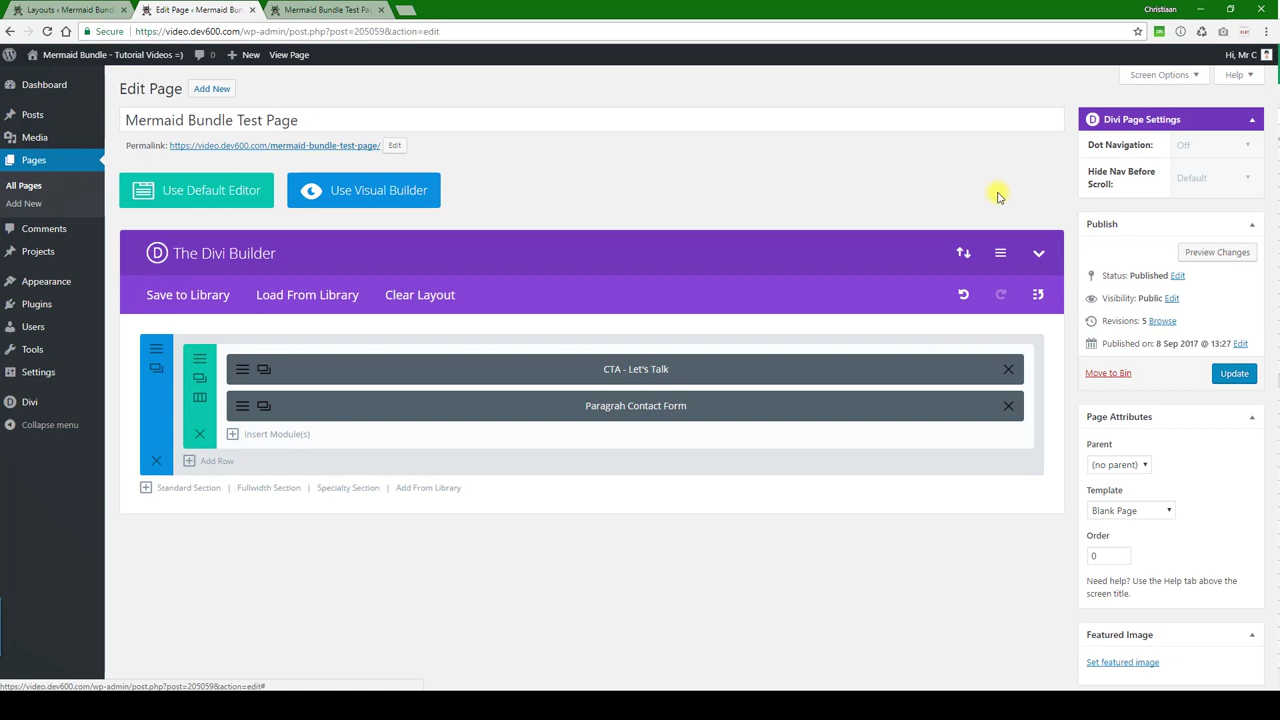 Layouts ‹ Mermaid Bundl
Edit Page ‹ Mermaid Bun
Mermaid Bundle Test Pag
Christiaan
Secure
https://video.dev600.com/wp-admin/post.php?post=205059&action=edit
Mermaid Bundle - Tutorial Videos =)
0
New
View Page
Hi, Mr C
Dashboard
Posts
Media
Pages
All Pages
Add New
Comments
Projects
Appearance
Plugins
Users
Tools
Settings
Divi
Collapse menu
Screen Options
Help
Edit Page
Add New
Mermaid Bundle Test Page
Permalink: https://video.dev600.com/mermaid-bundle-test-page/
Edit
Use Default Editor
Use Visual Builder
D The Divi Builder
Save to Library
Load From Library
Clear Layout
CTA - Let's Talk
Paragrah Contact Form
Insert Module(s)
Add Row
Standard Section | Fullwidth Section | Specialty Section | Add From Library
D Divi Page Settings
Dot Navigation:
Off
Hide Nav Before
Scroll:
Default
Publish
Preview Changes
Status: Published Edit
Visibility: Public Edit
Revisions: 5 Browse
Published on: 8 Sep 2017 @ 13:27 Edit
Move to Bin
Update
Page Attributes
Parent
(no parent)
Template
Blank Page
Order
0
Need help? Use the Help tab above the
screen title.
Featured Image
Set featured image
https://video.dev600.com/wp-admin/post.php?post=205059&action=edit#